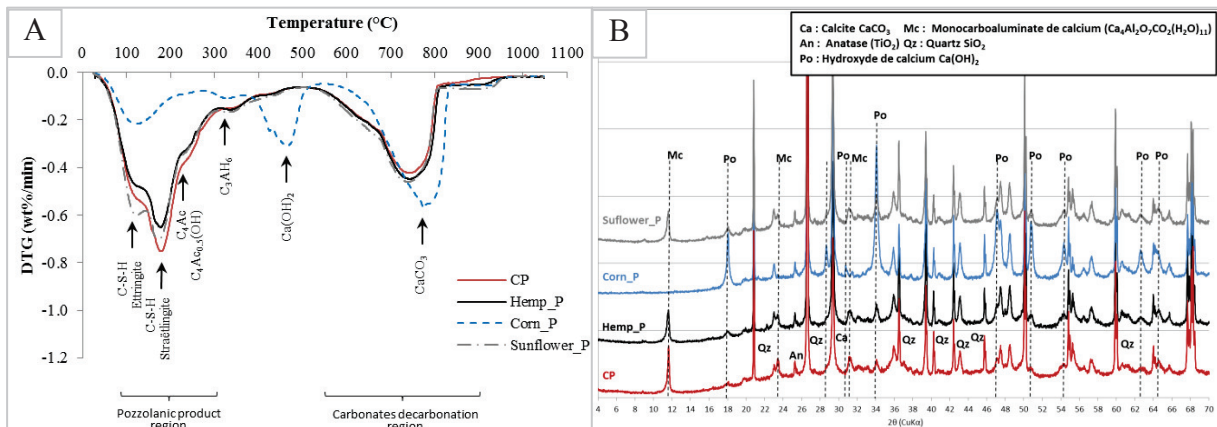 A
Temperature (°C)
0 100 200 300 400 500 600 700 800 900 1000 1100
0.0
-0.2
-0.4
-0.6
-0.8
-1.0
-1.2
DTG (wt%/min)
C-S-H
Ettringite
C-S-H
Straëtlingite
C₄Ac
C₄Ac₀.₅(OH)
C₃AH₆
Ca(OH)₂
CaCO₃
CP
Hemp_P
Corn_P
Sunflower_P
Pozzolanic product
region
Carbonates decarbonation
region
B
Ca : Calcite CaCO₃ Mc : Monocarboaluminate de calcium (Ca₄Al₂O₇CO₂(H₂O)₁₁)
An : Anatase (TiO₂) Qz : Quartz SiO₂
Po : Hydroxyde de calcium Ca(OH)₂
Mc Po Mc Po Po Mc Po Po Po Po Po Po
Suflower_P
Corn_P
Hemp_P
CP
Qz An Qz Ca Qz Qz Qz Qz Qz
4 6 8 10 12 14 16 18 20 22 24 26 28 30 32 34 36 38 40 42 44 46 48 50 52 54 56 58 60 62 64 66 68 70
2θ (CuKα)